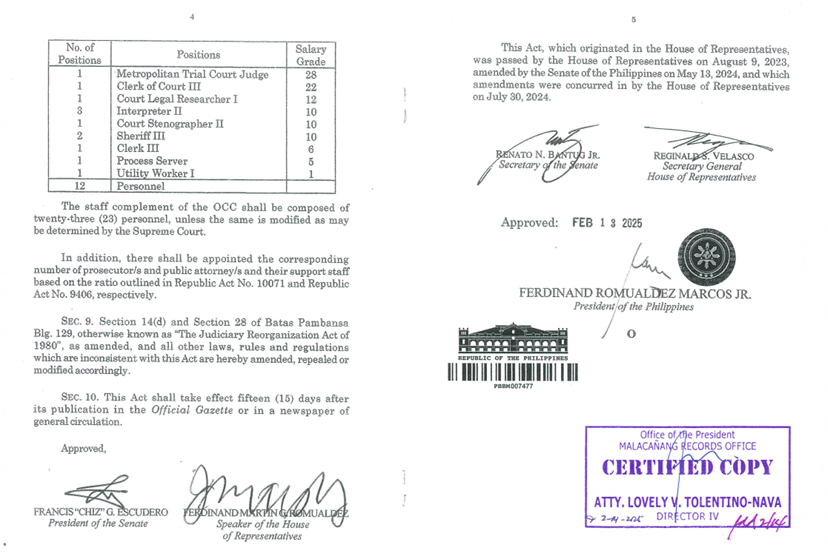 4
No. of Positions Positions Salary Grade
1 Metropolitan Trial Court Judge 28
1 Clerk of Court III 22
1 Court Legal Researcher I 12
3 Interpreter II 10
1 Court Stenographer II 10
2 Sheriff III 10
1 Clerk III 6
1 Process Server 5
1 Utility Worker I 1
12 Personnel
The staff complement of the OCC shall be composed of
twenty-three (23) personnel, unless the same is modified as may
be determined by the Supreme Court.
In addition, there shall be appointed the corresponding
number of prosecutor/s and public attorney/s and their support staff
based on the ratio outlined in Republic Act No. 10071 and Republic
Act No. 9406, respectively.
SEC. 9. Section 14(d) and Section 28 of Batas Pambansa
Blg. 129, otherwise known as "The Judiciary Reorganization Act of
1980", as amended, and all other laws, rules and regulations
which are inconsistent with this Act are hereby amended, repealed or
modified accordingly.
SEC. 10. This Act shall take effect fifteen (15) days after
its publication in the Official Gazette or in a newspaper of
general circulation.
Approved,
FRANCIS "CHIZ" G. ESCUDERO
President of the Senate
FERDINAND MARTIN G. ROMUALDEZ
Speaker of the House
of Representatives
5
This Act, which originated in the House of Representatives,
was passed by the House of Representatives on August 9, 2023,
amended by the Senate of the Philippines on May 13, 2024, and which
amendments were concurred in by the House of Representatives
on July 30, 2024.
RENATO N. BANTUG JR.
Secretary of the Senate
REGINALD S. VELASCO
Secretary General
House of Representatives
Approved: FEB 13 2025
FERDINAND ROMUALDEZ MARCOS JR.
President of the Philippines
O
REPUBLIC OF THE PHILIPPINES
PBBM007477
Office of the President
MALACAÑANG RECORDS OFFICE
CERTIFIED COPY
ATTY. LOVELY V. TOLENTINO-NAVA
DIRECTOR IV
2-14-2025